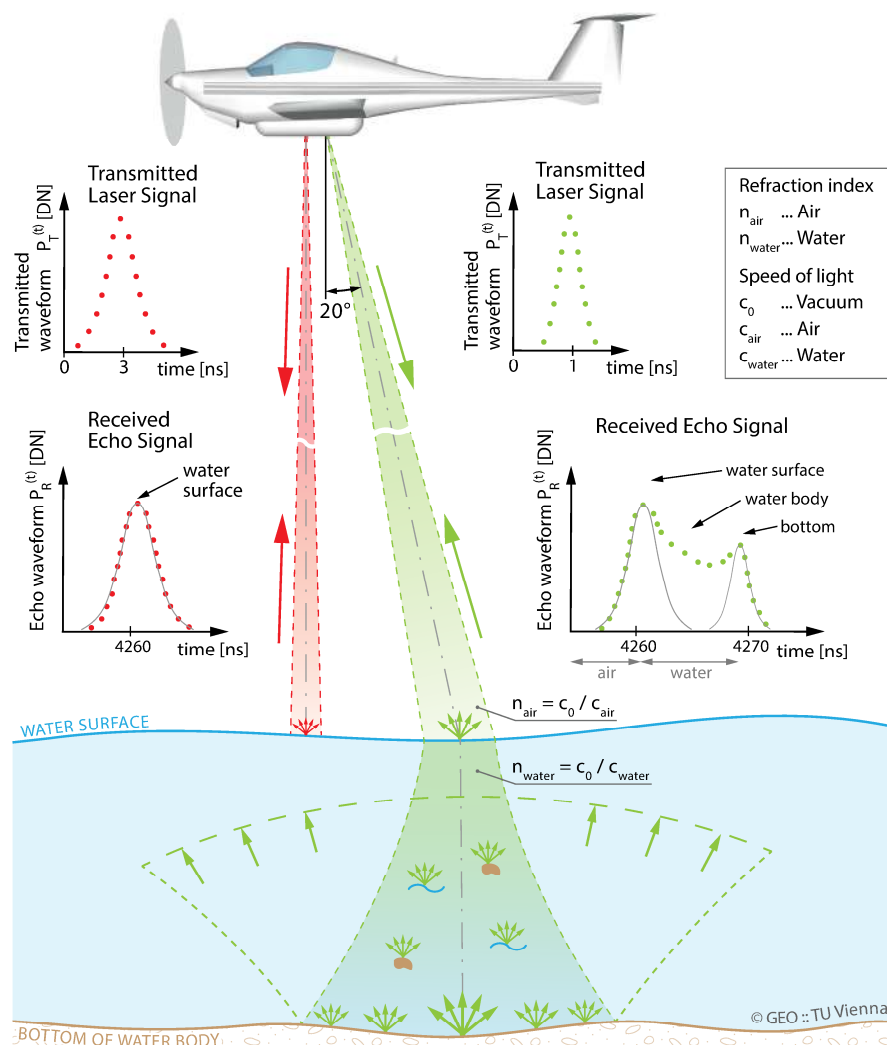 Transmitted
Laser Signal
Transmitted
waveform P_T^(t) [DN]
0
3
time [ns]
Transmitted
Laser Signal
Transmitted
waveform P_T^(t) [DN]
0
1
time [ns]
Refraction index
n_air ... Air
n_water ... Water
Speed of light
c_0 ... Vacuum
c_air ... Air
c_water ... Water
20°
Received
Echo Signal
Echo waveform P_R^(t) [DN]
water
surface
4260
time [ns]
Received Echo Signal
Echo waveform P_R^(t) [DN]
water surface
water body
bottom
4260
4270
time [ns]
air
water
n_air = c_0 / c_air
WATER SURFACE
n_water = c_0 / c_water
© GEO :: TU Vienna
BOTTOM OF WATER BODY